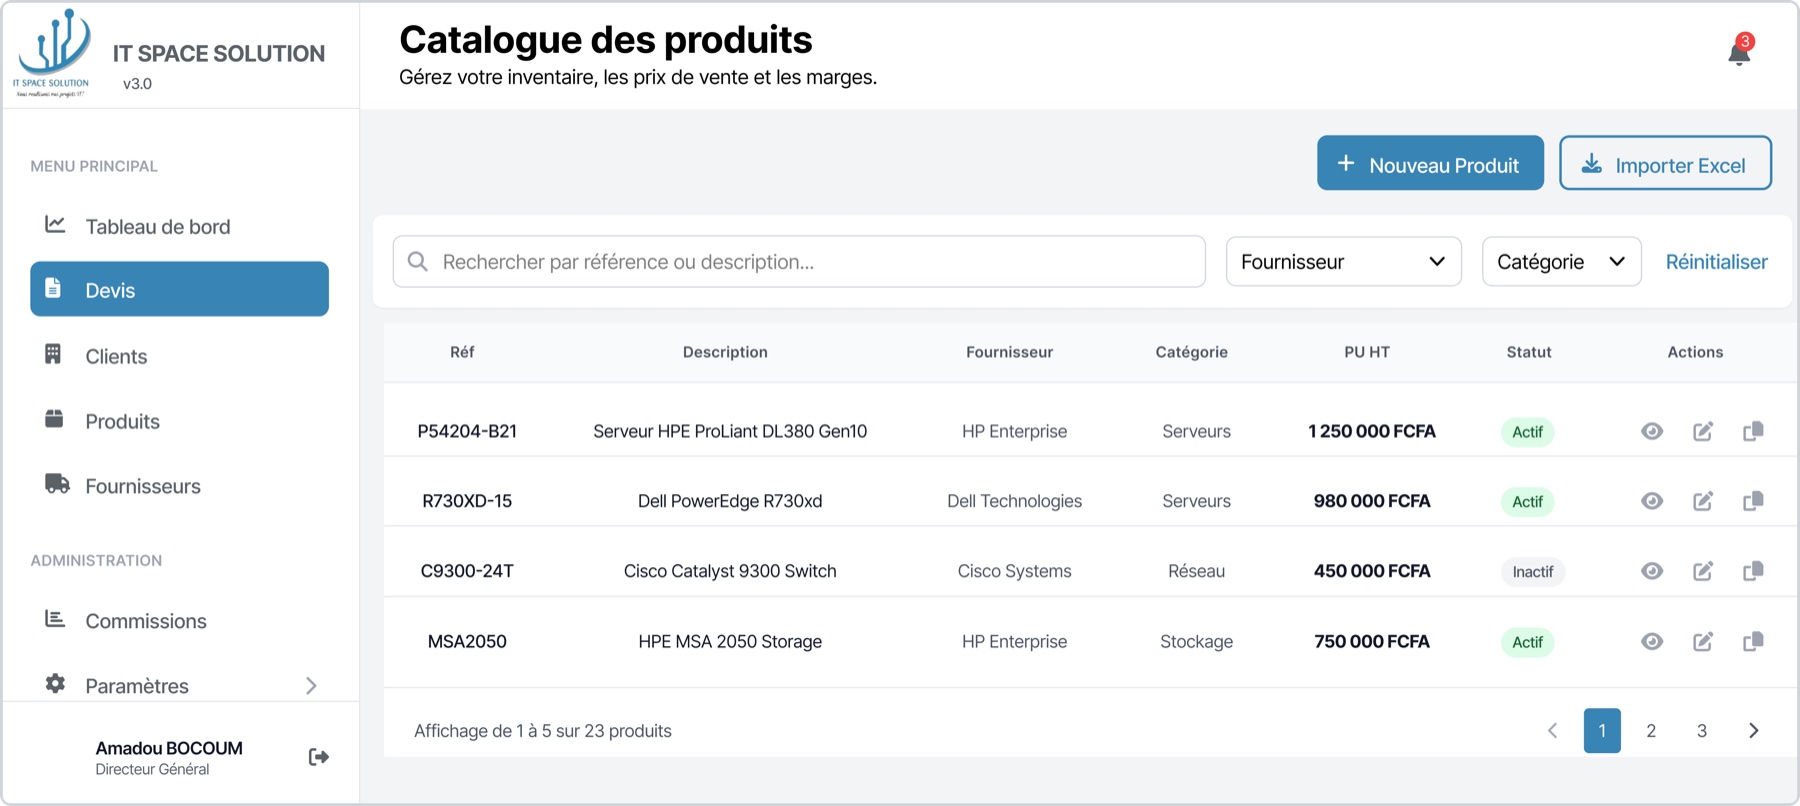 IT SPACE SOLUTION
Vous réaliser vos projets IT!
IT SPACE SOLUTION
v3.0
MENU PRINCIPAL
Tableau de bord
Devis
Clients
Produits
Fournisseurs
ADMINISTRATION
Commissions
Paramètres
Amadou BOCOUM
Directeur Général
Catalogue des produits
Gérez votre inventaire, les prix de vente et les marges.
3
Nouveau Produit Importer Excel
Rechercher par référence ou description... Fournisseur Catégorie Réinitialiser
Réf Description Fournisseur Catégorie PU HT Statut Actions
P54204-B21 Serveur HPE ProLiant DL380 Gen10 HP Enterprise Serveurs 1 250 000 FCFA Actif
R730XD-15 Dell PowerEdge R730xd Dell Technologies Serveurs 980 000 FCFA Actif
C9300-24T Cisco Catalyst 9300 Switch Cisco Systems Réseau 450 000 FCFA Inactif
MSA2050 HPE MSA 2050 Storage HP Enterprise Stockage 750 000 FCFA Actif
Affichage de 1 à 5 sur 23 produits 1 2 3